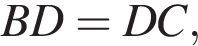 BD = DC,